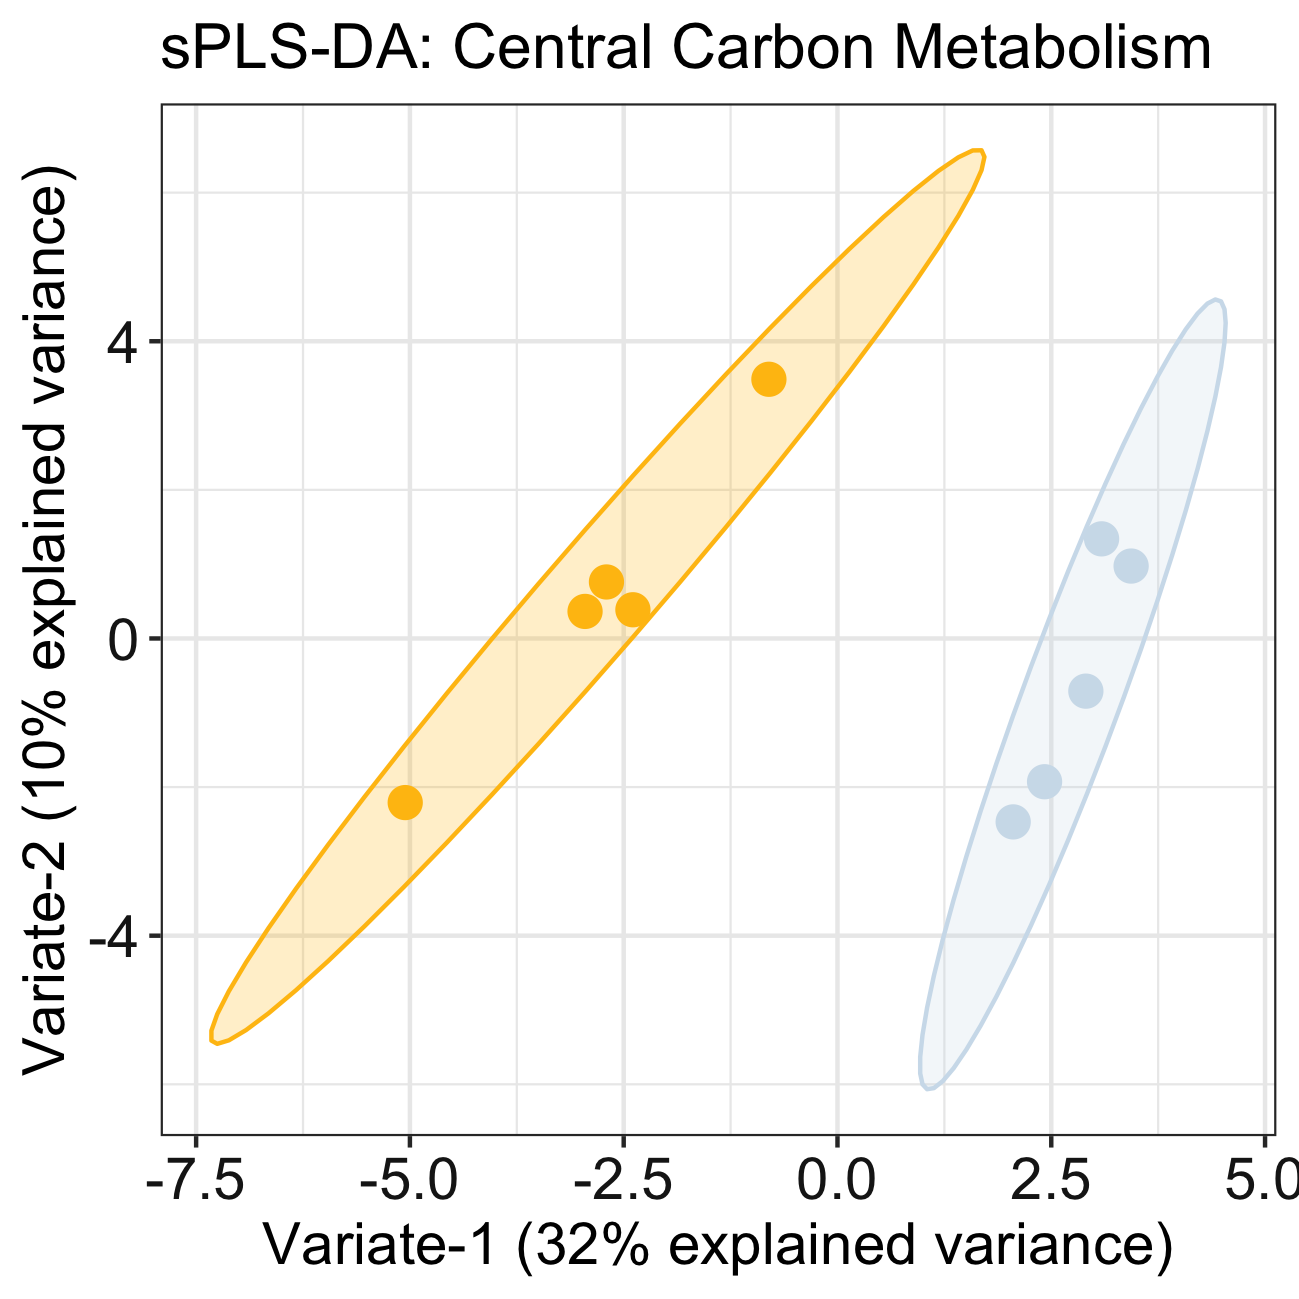 sPLS-DA: Central Carbon Metabolism
Variate-2 (10% explained variance)
4
0
-4
-7.5 -5.0 -2.5 0.0 2.5 5.0
Variate-1 (32% explained variance)